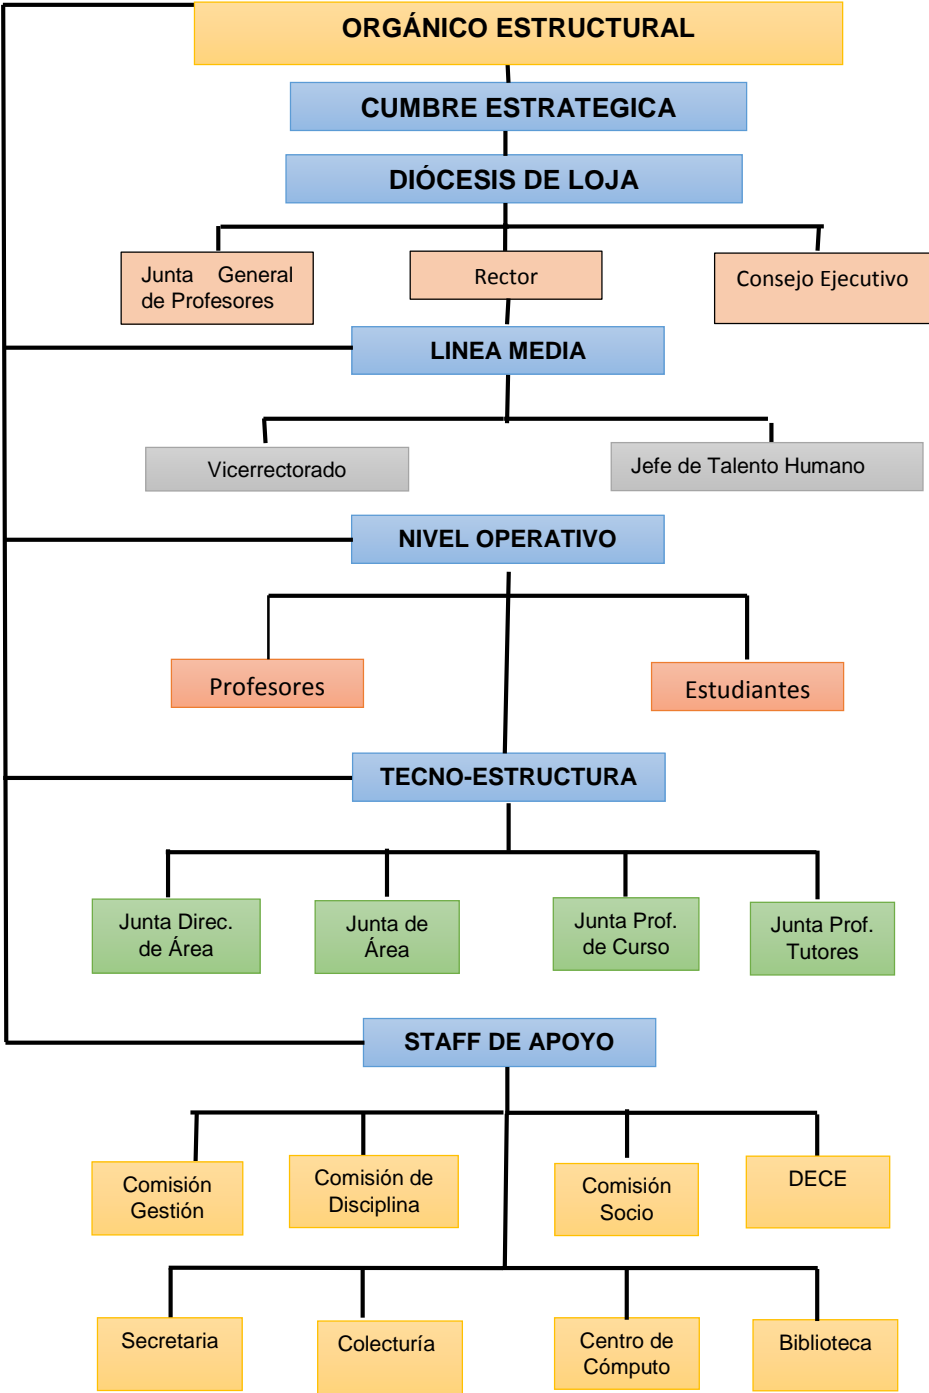 ORGÁNICO ESTRUCTURAL
CUMBRE ESTRATEGICA
DIÓCESIS DE LOJA
Junta General
de Profesores
Rector
Consejo Ejecutivo
LINEA MEDIA
Vicerrectorado
Jefe de Talento Humano
NIVEL OPERATIVO
Profesores
Estudiantes
TECNO-ESTRUCTURA
Junta Direc.
de Área
Junta de
Área
Junta Prof.
de Curso
Junta Prof.
Tutores
STAFF DE APOYO
Comisión
Gestión
Comisión de
Disciplina
Comisión
Socio
DECE
Secretaria
Colecturía
Centro de
Cómputo
Biblioteca